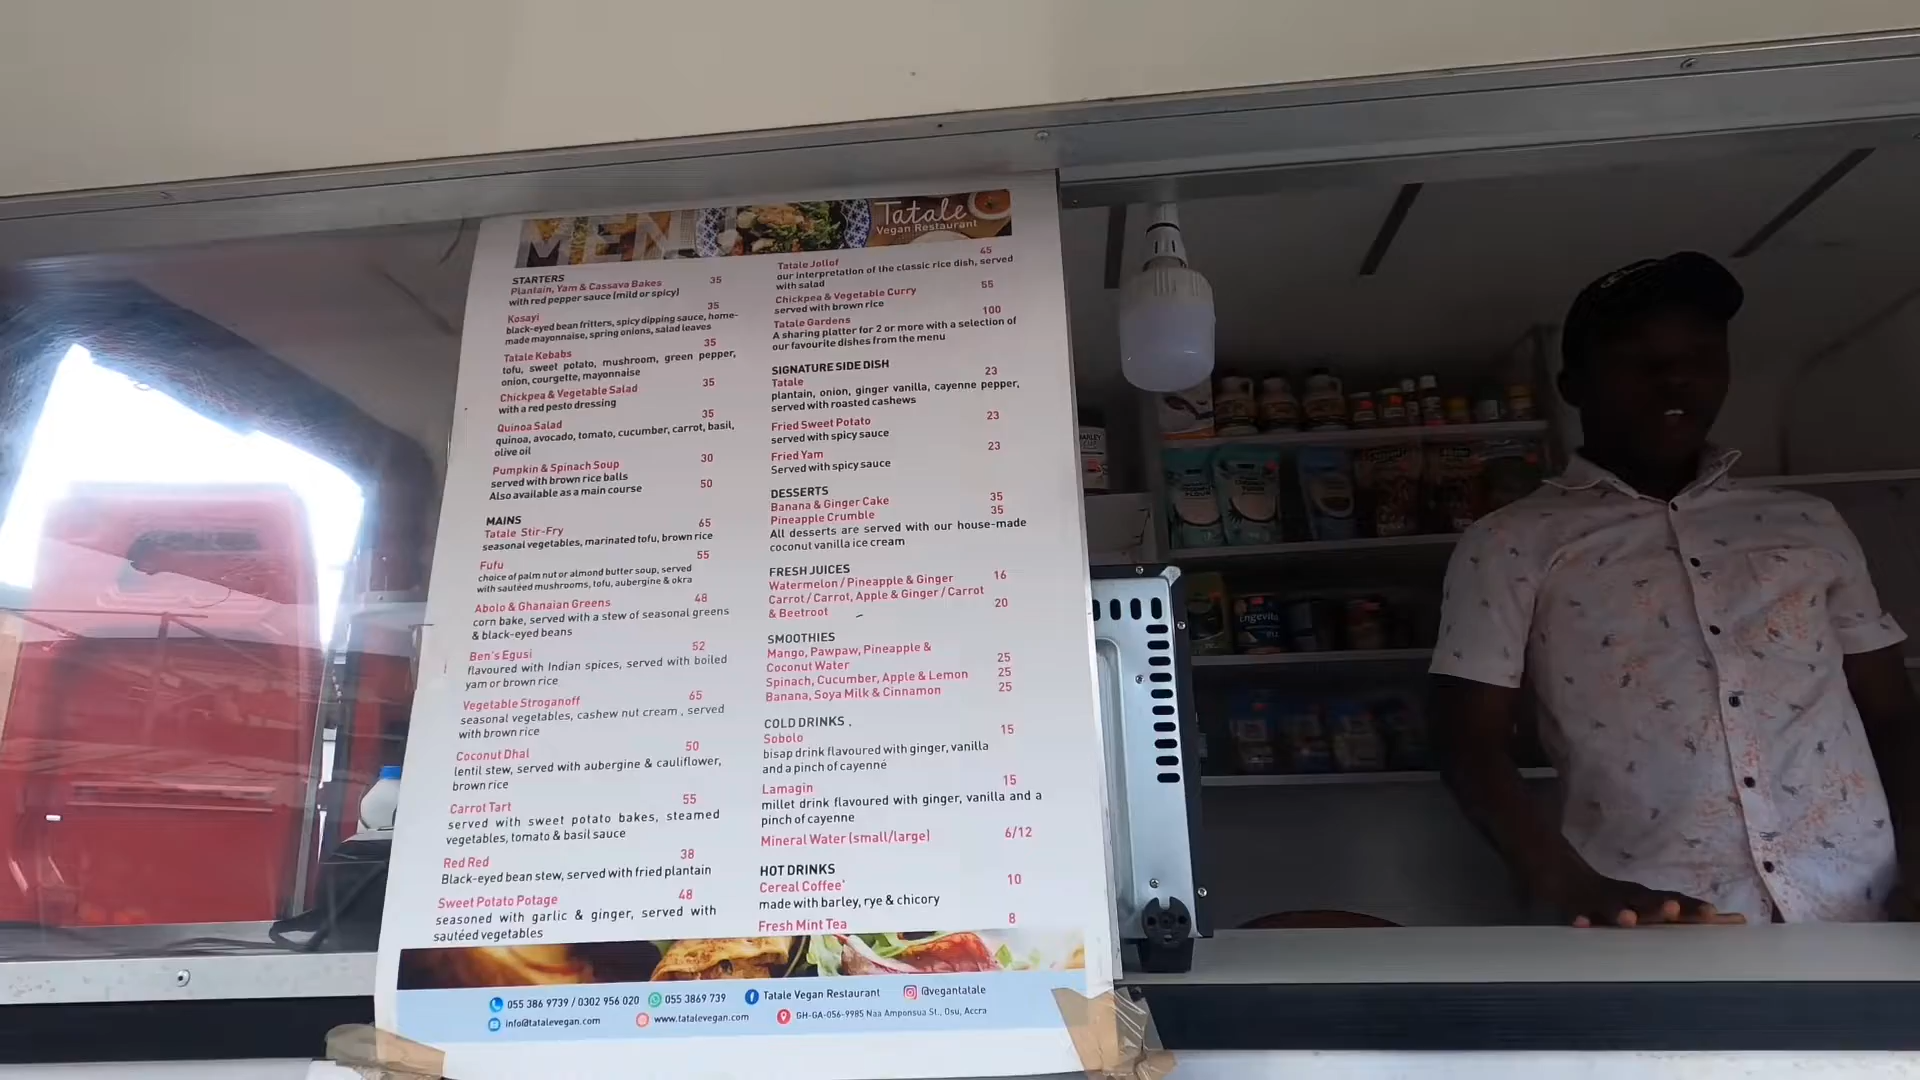 MENU
Tatale
Vegan Restaurant
STARTERS
Plantain, Yam & Cassava Bakes 35
with red pepper sauce (mild or spicy)
Kosayi 35
black-eyed bean fritters, spicy dipping sauce, home-
made mayonnaise, spring onions, salad leaves
Tatale Kebabs 35
tofu, sweet potato, mushroom, green pepper,
onion, courgette, mayonnaise
Chickpea & Vegetable Salad 35
with a red pesto dressing
Quinoa Salad 35
quinoa, avocado, tomato, cucumber, carrot, basil,
olive oil
Pumpkin & Spinach Soup 30
served with brown rice balls
Also available as a main course 50
MAINS
Tatale Stir-Fry 65
seasonal vegetables, marinated tofu, brown rice
Fufu 55
choice of palm nut or almond butter soup, served
with sautéed mushrooms, tofu, aubergine & okra
Abolo & Ghanaian Greens 48
corn bake, served with a stew of seasonal greens
& black-eyed beans
Ben's Egusi 52
flavoured with Indian spices, served with boiled
yam or brown rice
Vegetable Stroganoff 65
seasonal vegetables, cashew nut cream , served
with brown rice
Coconut Dhal 50
lentil stew, served with aubergine & cauliflower,
brown rice
Carrot Tart 55
served with sweet potato bakes, steamed
vegetables, tomato & basil sauce
Red Red 38
Black-eyed bean stew, served with fried plantain
Sweet Potato Potage 48
seasoned with garlic & ginger, served with
sautéed vegetables
Tatale Jollof 45
our interpretation of the classic rice dish, served
with salad
Chickpea & Vegetable Curry 55
served with brown rice
Tatale Gardens 100
A sharing platter for 2 or more with a selection of
our favourite dishes from the menu
SIGNATURE SIDE DISH
Tatale 23
plantain, onion, ginger vanilla, cayenne pepper,
served with roasted cashews
Fried Sweet Potato 23
served with spicy sauce
Fried Yam 23
Served with spicy sauce
DESSERTS
Banana & Ginger Cake 35
Pineapple Crumble 35
All desserts are served with our house-made
coconut vanilla ice cream
FRESH JUICES
Watermelon / Pineapple & Ginger 16
Carrot / Carrot, Apple & Ginger / Carrot
& Beetroot 20
SMOOTHIES
Mango, Pawpaw, Pineapple &
Coconut Water 25
Spinach, Cucumber, Apple & Lemon 25
Banana, Soya Milk & Cinnamon 25
COLD DRINKS .
Sobolo 15
bisap drink flavoured with ginger, vanilla
and a pinch of cayenne
Lamagin 15
millet drink flavoured with ginger, vanilla and a
pinch of cayenne
Mineral Water (small/large) 6/12
HOT DRINKS
Cereal Coffee' 10
made with barley, rye & chicory
Fresh Mint Tea 8
055 386 9739 / 0302 956 020 055 3869 739 Tatale Vegan Restaurant @vegantatale
info@tatalevegan.com www.tatalevegan.com GH-GA-056-9985 Naa Amponsua St., Osu, Accra
BARLEY
CUP
FLOUR
engevita